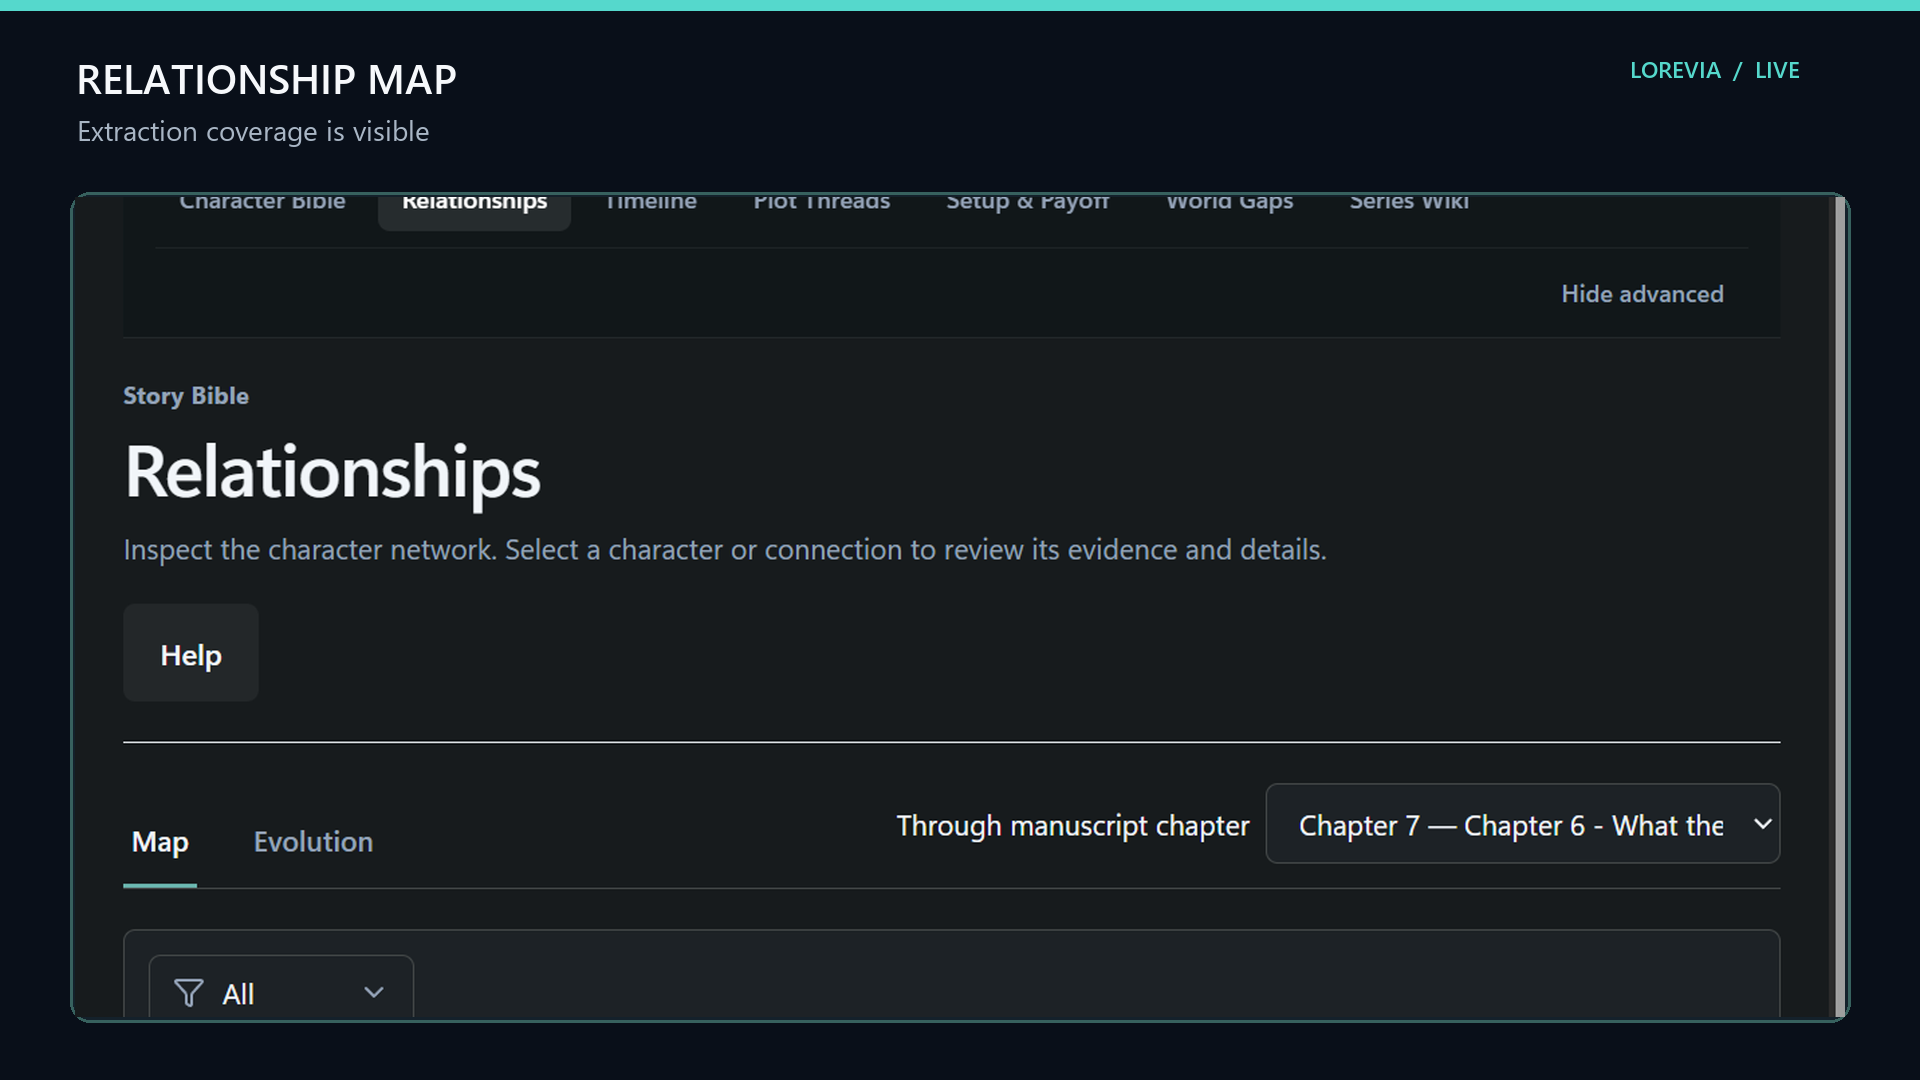 RELATIONSHIP MAP
LOREVIA / LIVE
Extraction coverage is visible
Character Bible Relationships Timeline Plot Threads Setup & Payoff World Gaps Series Wiki
Hide advanced
Story Bible
Relationships
Inspect the character network. Select a character or connection to review its evidence and details.
Help
Map Evolution Through manuscript chapter Chapter 7 — Chapter 6 - What the
All